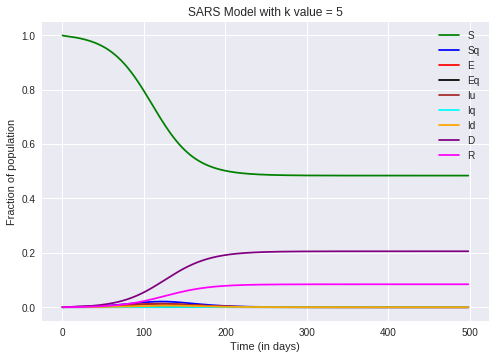 SARS Model with k value = 5
Fraction of population
1.0
0.8
0.6
0.4
0.2
0.0
S
Sq
E
Eq
Iu
Iq
Id
D
R
0 100 200 300 400 500
Time (in days)